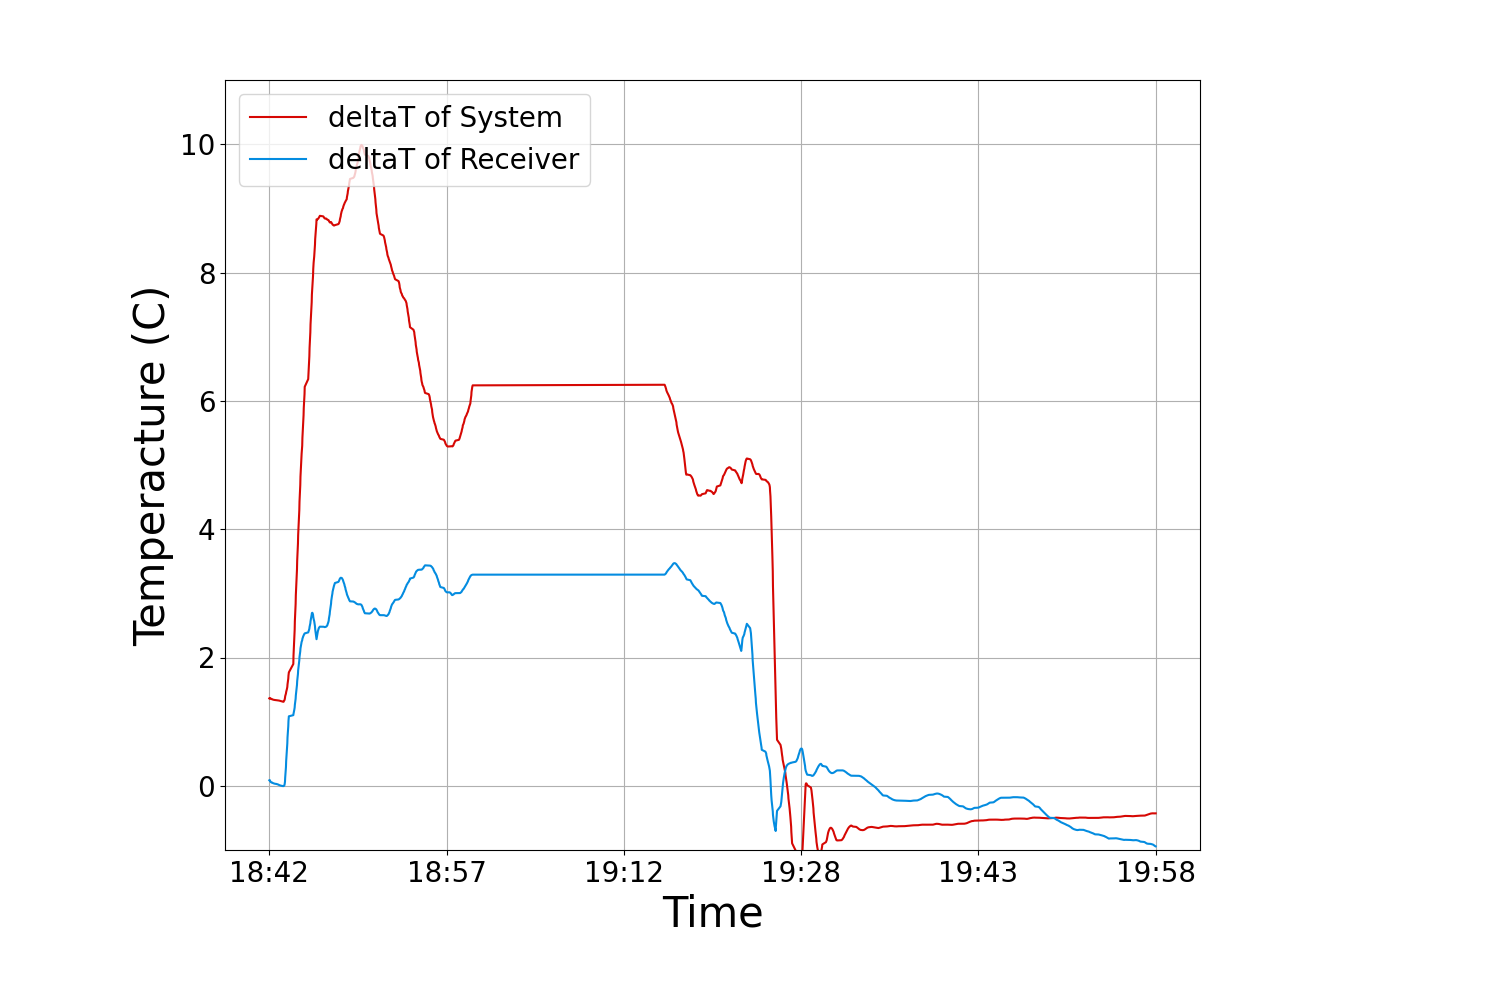 deltaT of System
deltaT of Receiver
10
8
6
4
2
0
Temperacture (C)
18:42 18:57 19:12 19:28 19:43 19:58
Time